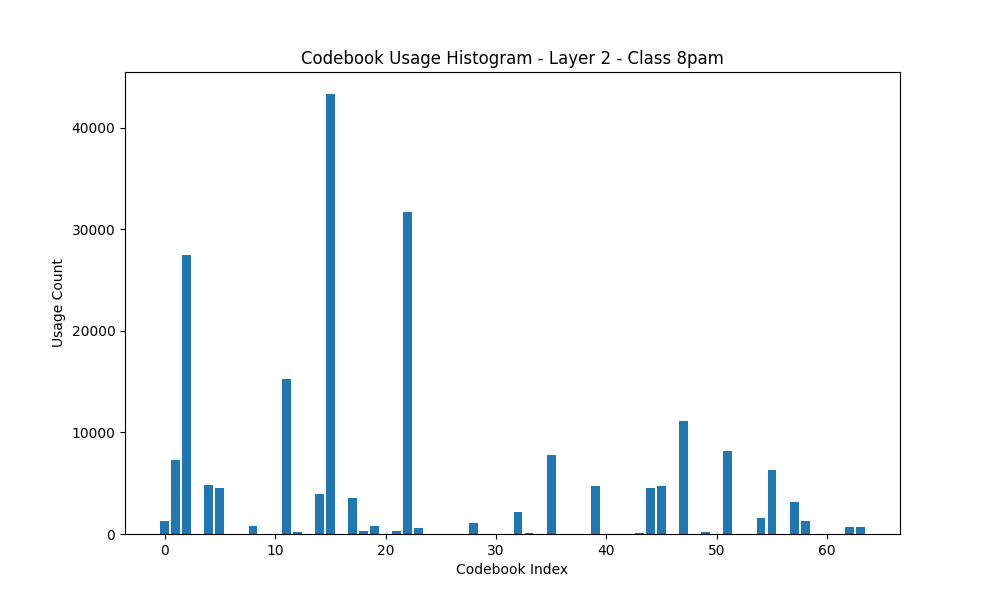 Codebook Usage Histogram - Layer 2 - Class 8pam
Usage Count
40000
30000
20000
10000
0
0 10 20 30 40 50 60
Codebook Index